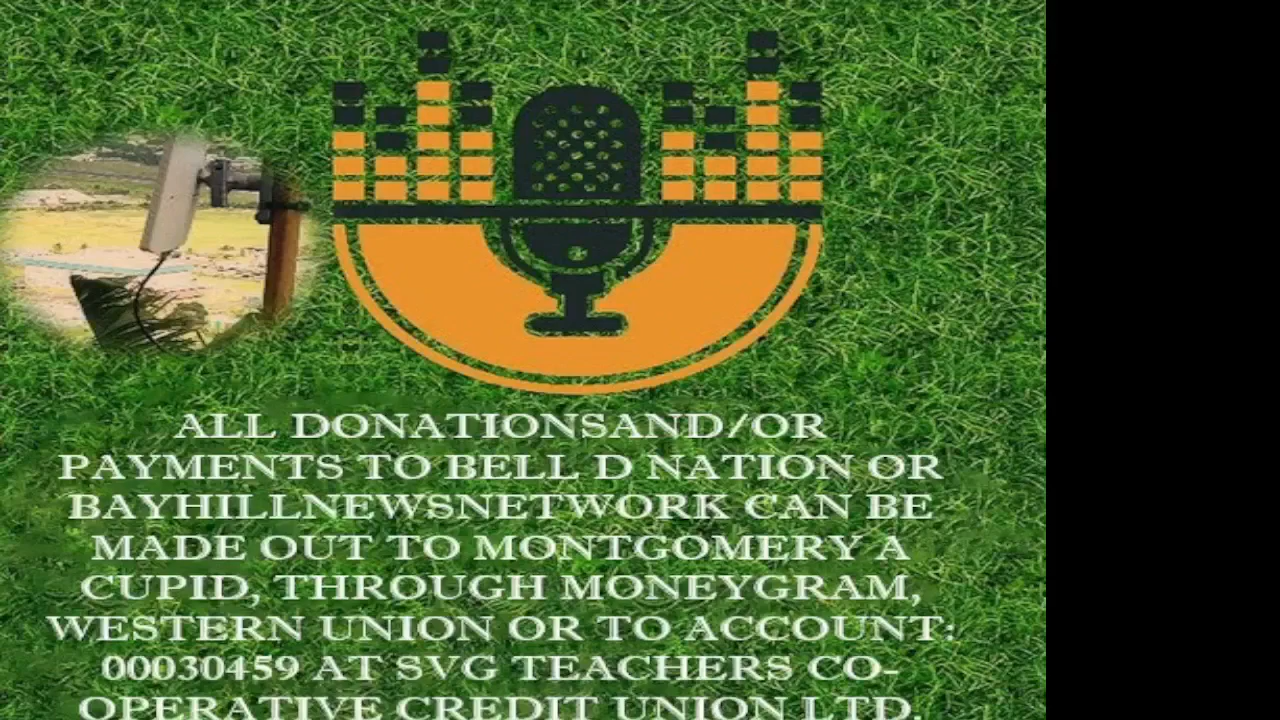 ALL DONATIONSAND/OR
PAYMENTS TO BELL D NATION OR
BAYHILLNEWSNETWORK CAN BE
MADE OUT TO MONTGOMERY A
CUPID, THROUGH MONEYGRAM,
WESTERN UNION OR TO ACCOUNT:
00030459 AT SVG TEACHERS CO-
OPERATIVE CREDIT UNION LTD.